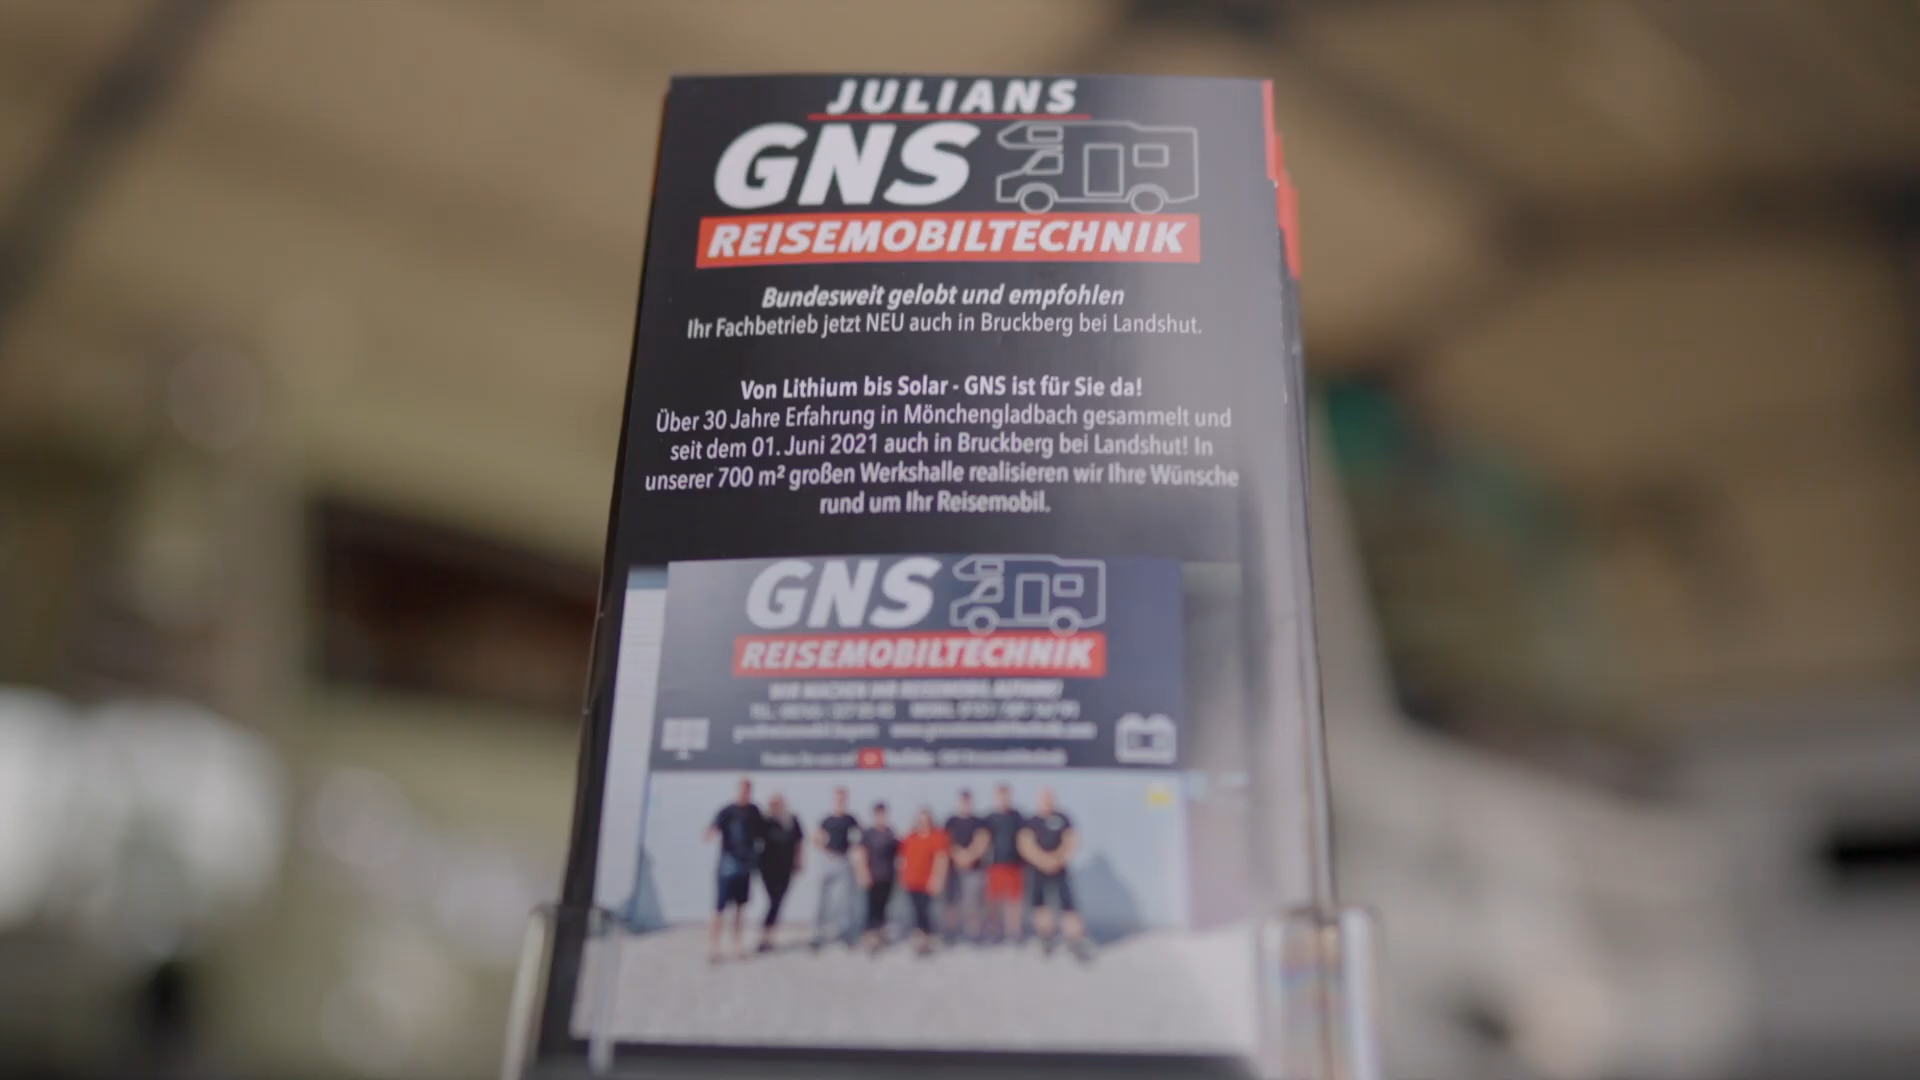 JULIANS
GNS
REISEMOBILTECHNIK
Bundesweit gelobt und empfohlen
Ihr Fachbetrieb jetzt NEU auch in Bruckberg bei Landshut.
Von Lithium bis Solar - GNS ist für Sie da!
Über 30 Jahre Erfahrung in Mönchengladbach gesammelt und
seit dem 01. Juni 2021 auch in Bruckberg bei Landshut! In
unserer 700 m² großen Werkshalle realisieren wir Ihre Wünsche
rund um Ihr Reisemobil.
GNS
REISEMOBILTECHNIK